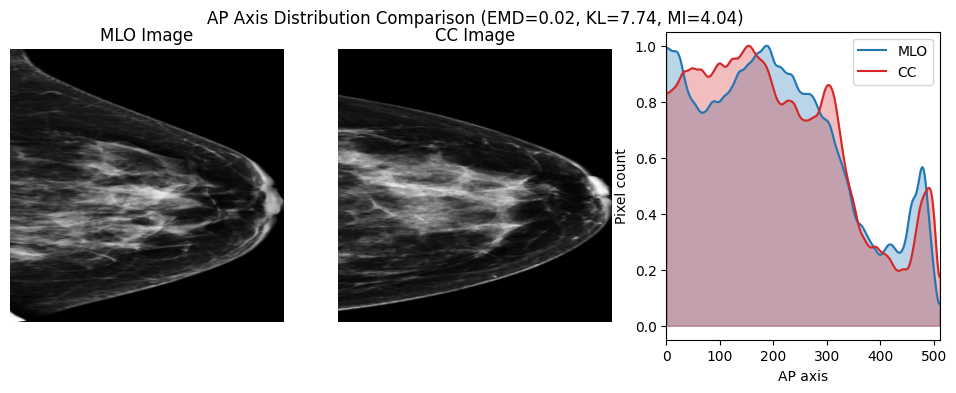 AP Axis Distribution Comparison (EMD=0.02, KL=7.74, MI=4.04)
MLO Image
CC Image
MLO
CC
Pixel count
1.0
0.8
0.6
0.4
0.2
0.0
0 100 200 300 400 500
AP axis